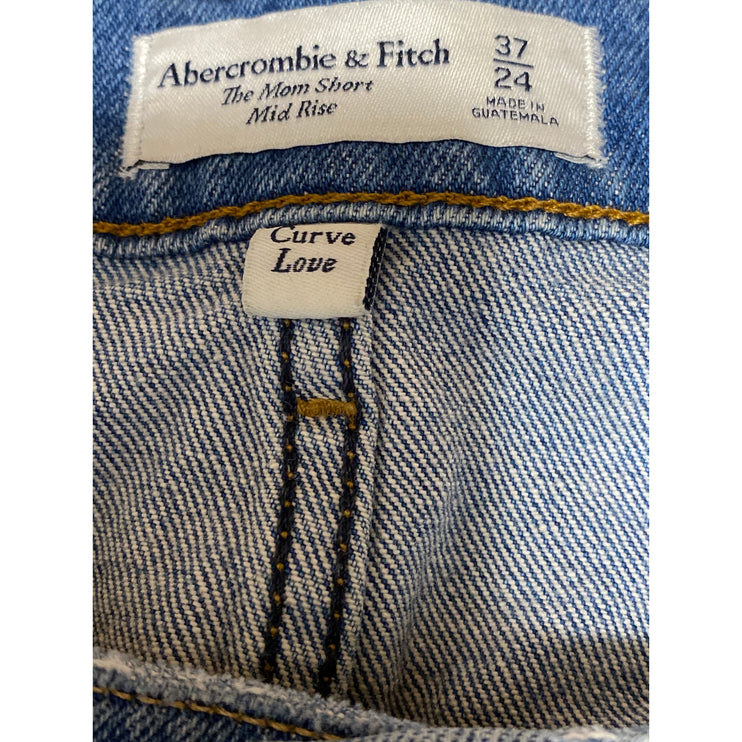 Abercrombie & Fitch
The Mom Short
Mid Rise
37
24
MADE IN
GUATEMALA
Curve
Love